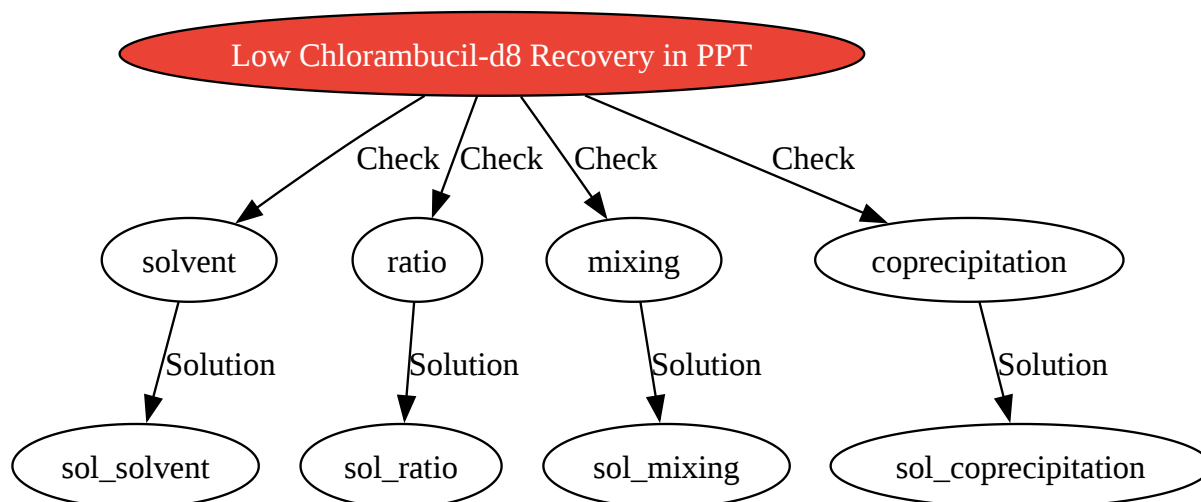 Low Chlorambucil-d8 Recovery in PPT
Check Check Check Check
solvent ratio mixing coprecipitation
Solution Solution Solution Solution
sol_solvent sol_ratio sol_mixing sol_coprecipitation